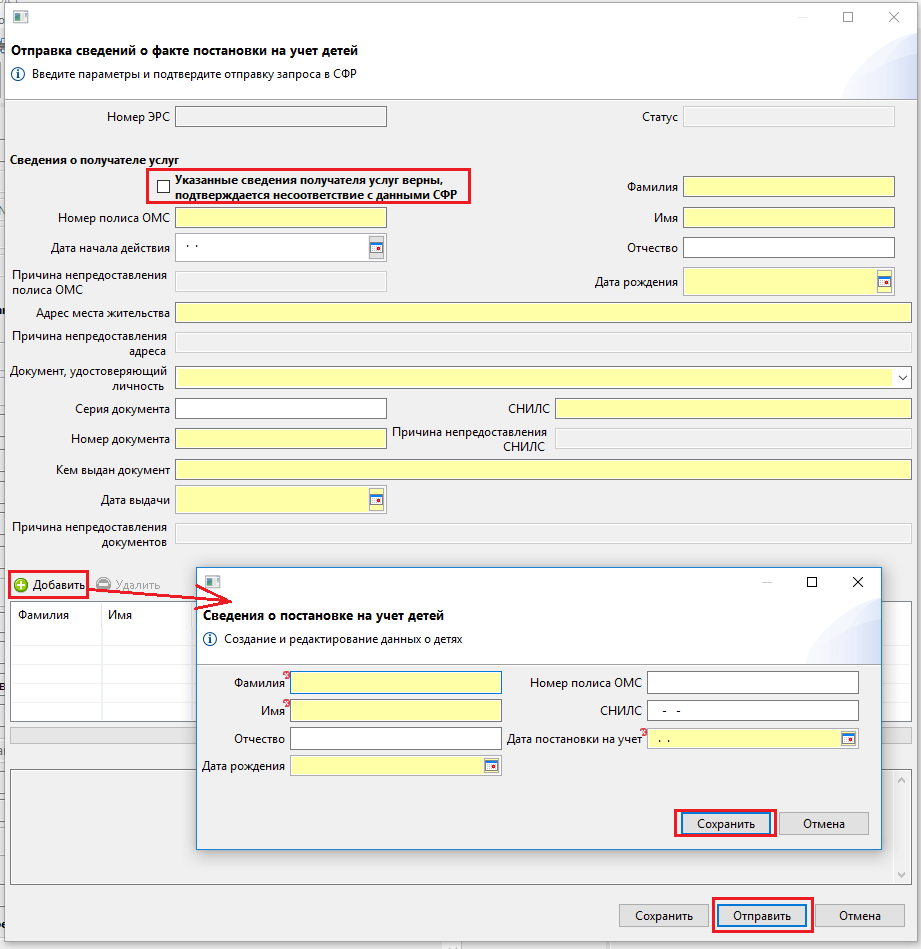 Отправка сведений о факте постановки на учет детей
Введите параметры и подтвердите отправку запроса в СФР
Номер ЭРС
Статус
Сведения о получателе услуг
Указанные сведения получателя услуг верны,
подтверждается несоответствие с данными СФР
Фамилия
Номер полиса ОМС
Имя
Дата начала действия
. .
Отчество
Причина непредоставления
полиса ОМС
Дата рождения
Адрес места жительства
Причина непредоставления
адреса
Документ, удостоверяющий
личность
Серия документа
СНИЛС
Номер документа
Причина непредоставления
СНИЛС
Кем выдан документ
Дата выдачи
Причина непредоставления
документов
Добавить
Удалить
Фамилия
Имя
Сведения о постановке на учет детей
Создание и редактирование данных о детях
Фамилия
Номер полиса ОМС
Имя
СНИЛС
- -
Отчество
Дата постановки на учет
. .
Дата рождения
Сохранить
Отмена
Сохранить
Отправить
Отмена